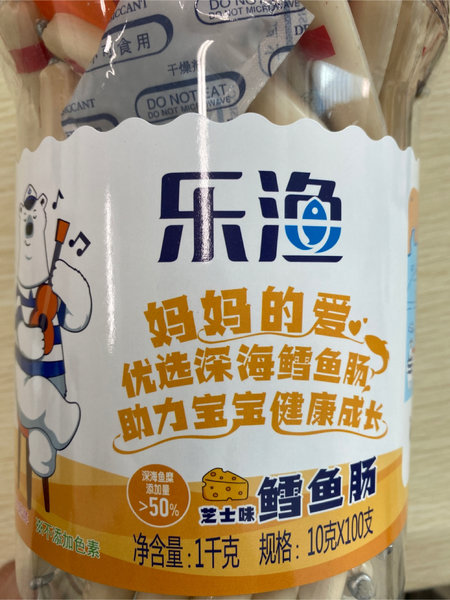 CCANT
DO NOT
DO NOT MICROW
食用
干燥剂
DO NOT EAT
DO NOT MICROWAVE
乐渔
妈妈的爱
优选深海鳕鱼肠
助力宝宝健康成长
深海鱼糜
添加量
>50%
芝士味
鳕鱼肠
净含量:1千克 规格: 10克X100支
不添加色素